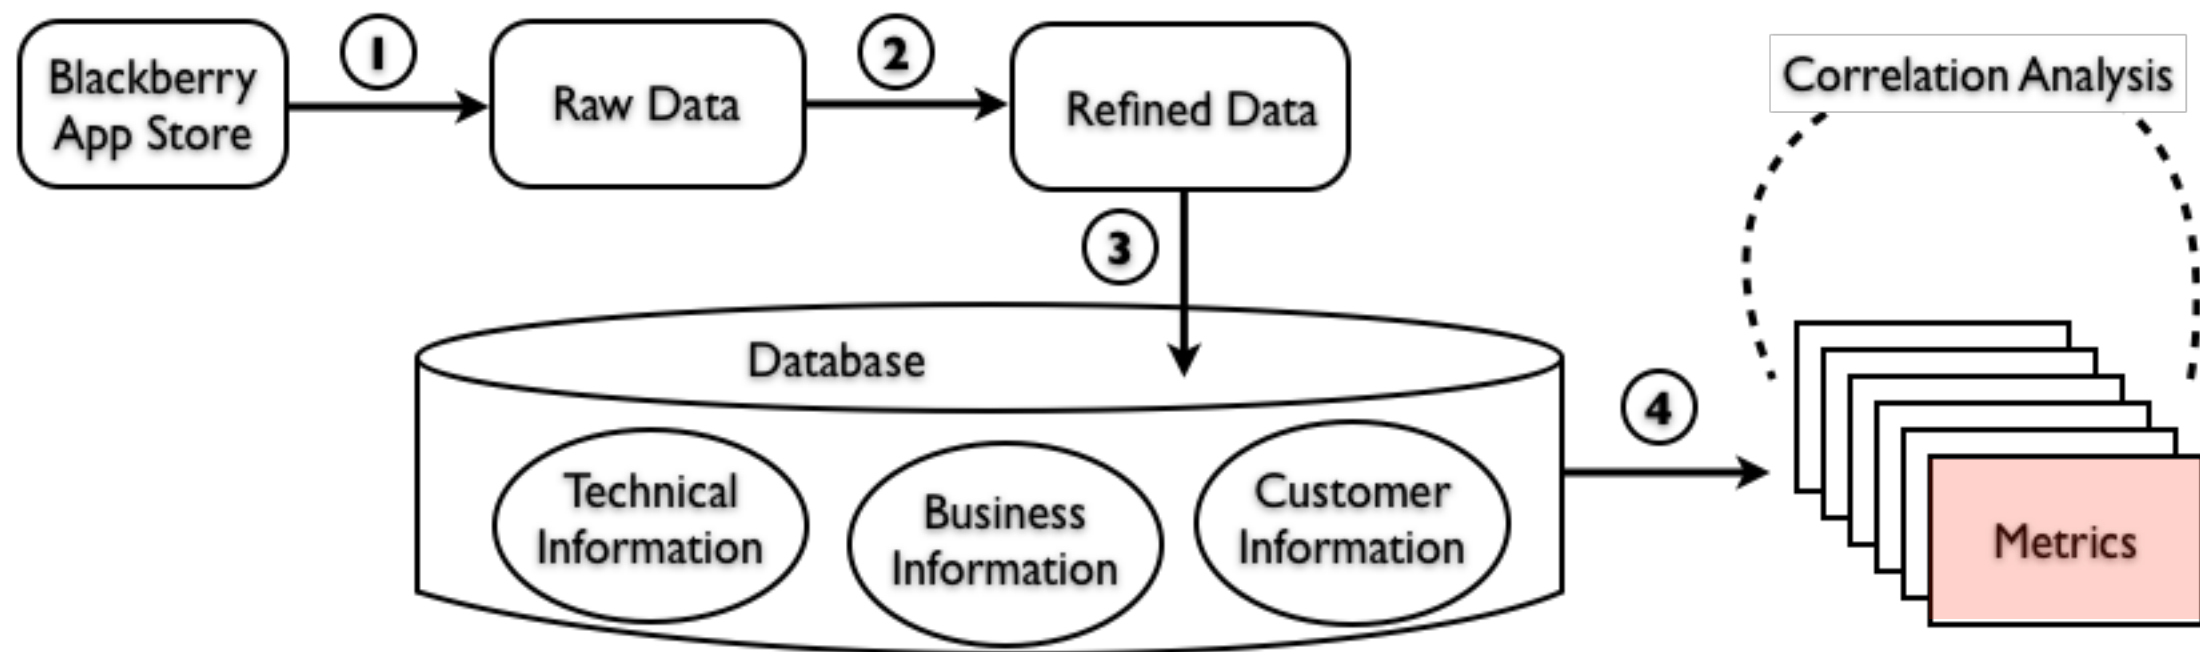 Blackberry
App Store
1
Raw Data
2
Refined Data
Correlation Analysis
3
Database
4
Technical
Information
Business
Information
Customer
Information
Metrics